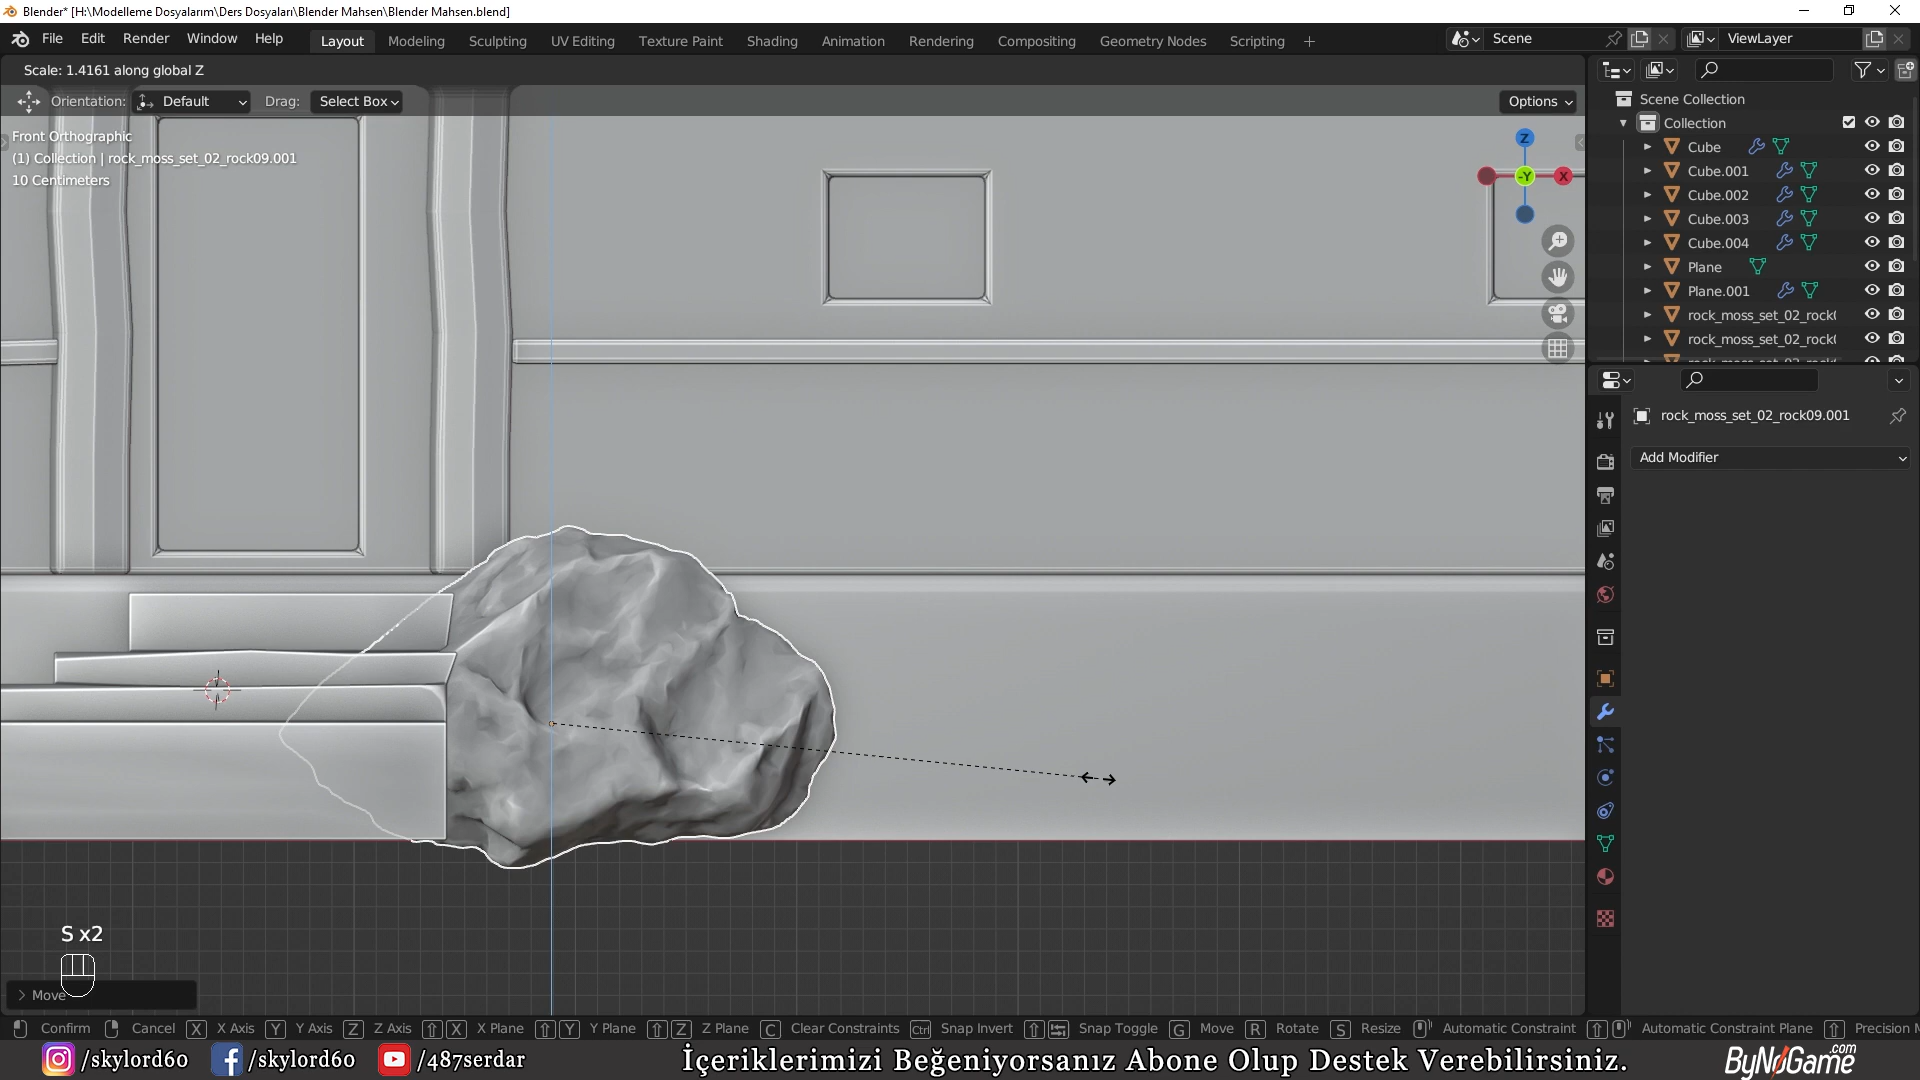 Blender* [H:\Modelleme Dosyalarım\Ders Dosyaları\Blender Mahsen\Blender Mahsen.blend]
File Edit Render Window Help
Layout Modeling Sculpting UV Editing Texture Paint Shading Animation Rendering Compositing Geometry Nodes Scripting +
Scene
ViewLayer
Scale: 1.4161 along global Z
Orientation: Default Drag: Select Box
Options
Front Orthographic
(1) Collection | rock_moss_set_02_rock09.001
10 Centimeters
Z
-Y
X
Scene Collection
Collection
Cube
Cube.001
Cube.002
Cube.003
Cube.004
Plane
Plane.001
rock_moss_set_02_rock
rock_moss_set_02_rock
rock_moss_set_02_rock09.001
Add Modifier
S x2
Move
Confirm Cancel X X Axis Y Y Axis Z Z Axis X X Plane Y Y Plane Z Z Plane C Clear Constraints Ctrl Snap Invert Snap Toggle G Move R Rotate S Resize Automatic Constraint Automatic Constraint Plane Precision M
/skylord60 /skylord60 /487serdar
İçeriklerimizi Beğeniyorsanız Abone Olup Destek Verebilirsiniz.
ByNoGame.com